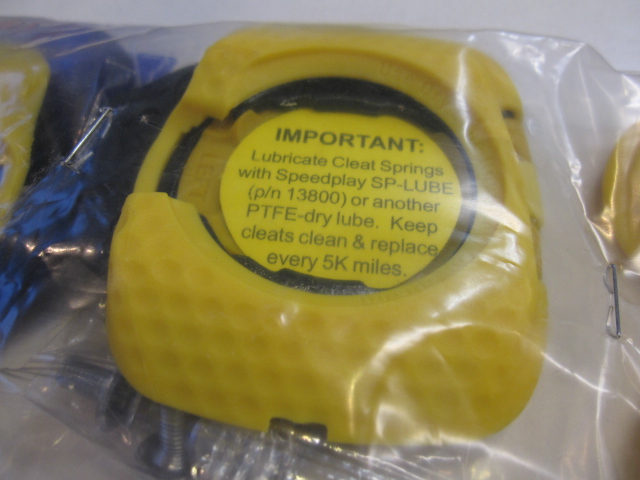 IMPORTANT:
Lubricate Cleat Springs
with Speedplay SP-LUBE
(p/n 13800) or another
PTFE-dry lube. Keep
cleats clean & replace
every 5K miles.